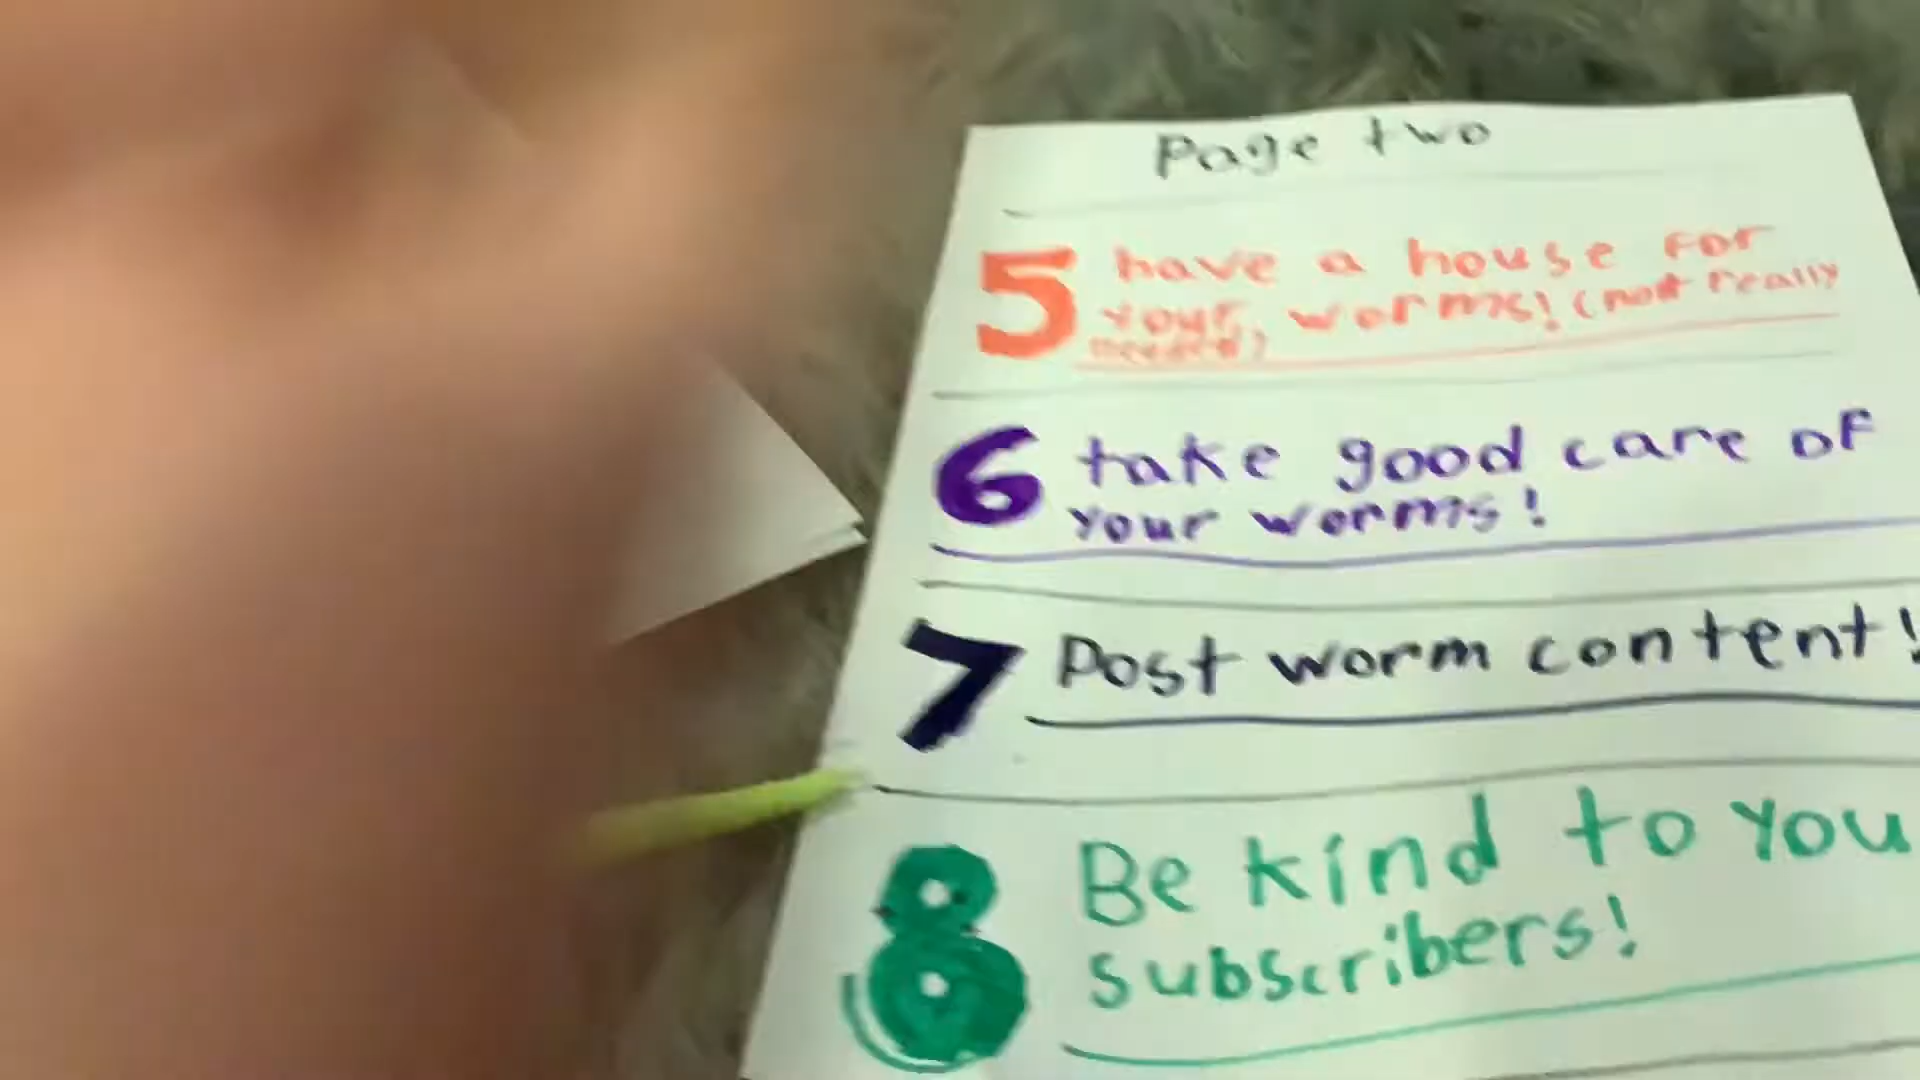 Page two
5 have a house for
your worms! (not really
needed)
6 take good care of
your worms!
7 Post worm content!
8 Be kind to you
subscribers!